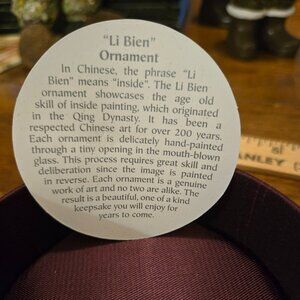 "Li Bien"
Ornament
In Chinese, the phrase "Li
Bien" means "inside". The Li Bien
ornament showcases the age old
skill of inside painting, which originated
in the Qing Dynasty. It has been a
respected Chinese art for over 200 years.
Each ornament is delicately hand-painted
through a tiny opening in the mouth-blown
glass. This process requires great skill and
deliberation since the image is painted
in reverse. Each ornament is a genuine
work of art and no two are alike. The
result is a beautiful, one of a kind
keepsake you will enjoy for
years to come.
ANLEY